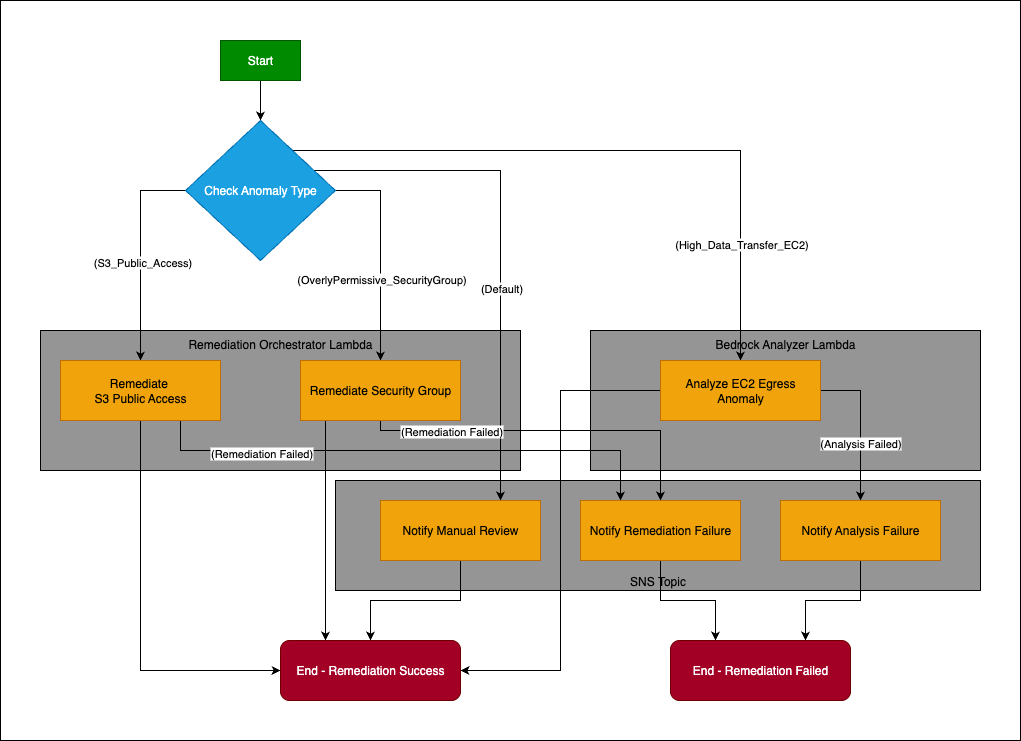 Start
Check Anomaly Type
(High_Data_Transfer_EC2)
(S3_Public_Access)
(OverlyPermissive_SecurityGroup)
(Default)
Remediation Orchestrator Lambda
Bedrock Analyzer Lambda
Remediate
S3 Public Access
Remediate Security Group
Analyze EC2 Egress
Anomaly
(Remediation Failed)
(Analysis Failed)
(Remediation Failed)
Notify Manual Review
Notify Remediation Failure
Notify Analysis Failure
SNS Topic
End - Remediation Success
End - Remediation Failed